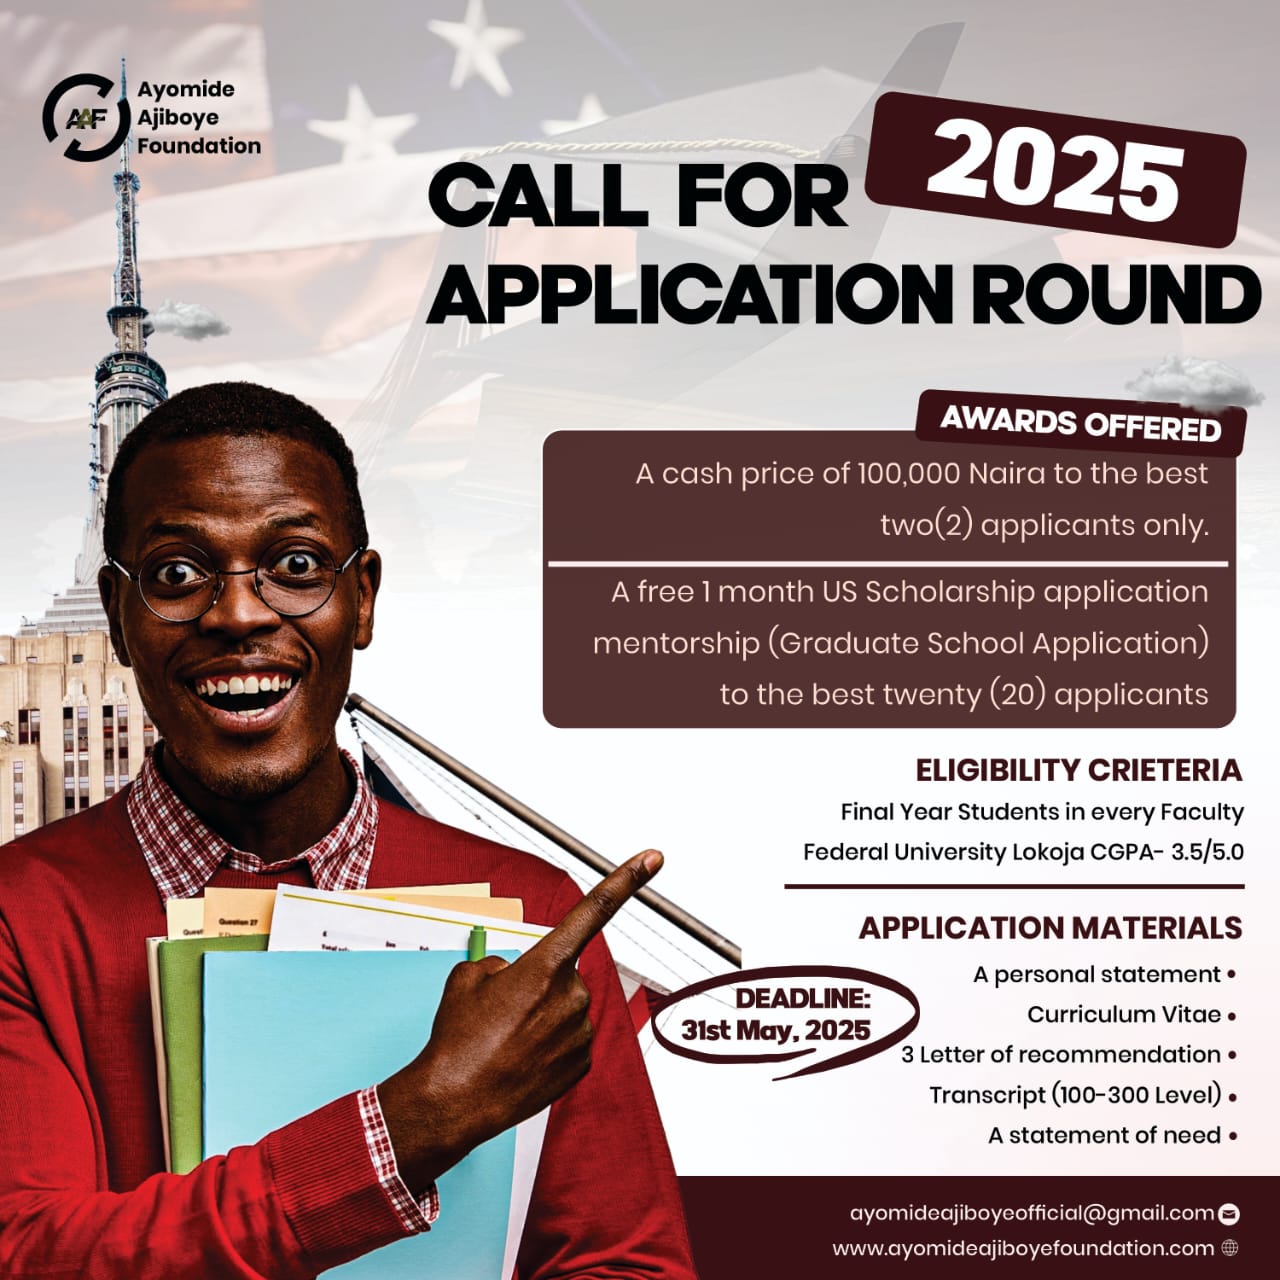 AAF
Ayomide
Ajiboye
Foundation
CALL FOR
2025
APPLICATION ROUND
AWARDS OFFERED
A cash price of 100,000 Naira to the best
two(2) applicants only.
A free 1 month US Scholarship application
mentorship (Graduate School Application)
to the best twenty (20) applicants
ELIGIBILITY CRIETERIA
Final Year Students in every Faculty
Federal University Lokoja CGPA- 3.5/5.0
APPLICATION MATERIALS
A personal statement •
Curriculum Vitae •
3 Letter of recommendation •
Transcript (100-300 Level) •
A statement of need •
DEADLINE:
31st May, 2025
Question 27
ayomideajiboyeofficial@gmail.com
www.ayomideajiboyefoundation.com